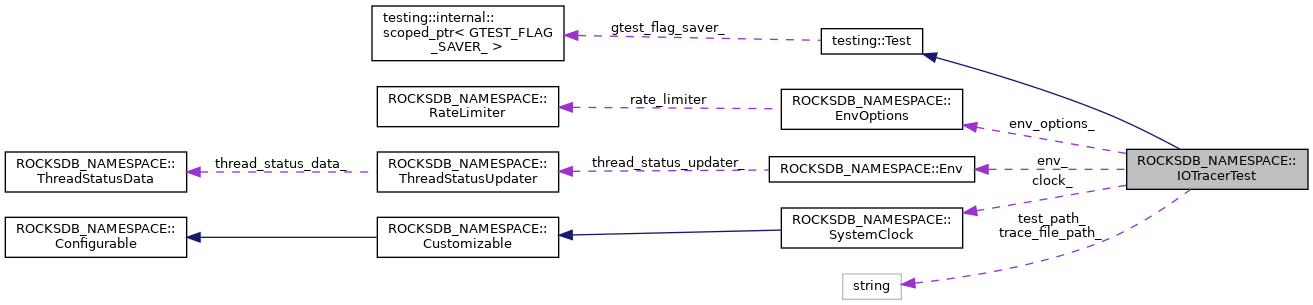 testing::internal::
scoped_ptr< GTEST_FLAG
_SAVER_ >
gtest_flag_saver_
testing::Test
ROCKSDB_NAMESPACE::
RateLimiter
rate_limiter
ROCKSDB_NAMESPACE::
EnvOptions
env_options_
ROCKSDB_NAMESPACE::
ThreadStatusData
thread_status_data_
ROCKSDB_NAMESPACE::
ThreadStatusUpdater
thread_status_updater_
ROCKSDB_NAMESPACE::Env
env_
ROCKSDB_NAMESPACE::
IOTracerTest
clock_
ROCKSDB_NAMESPACE::
Configurable
ROCKSDB_NAMESPACE::
Customizable
ROCKSDB_NAMESPACE::
SystemClock
test_path_
trace_file_path_
string